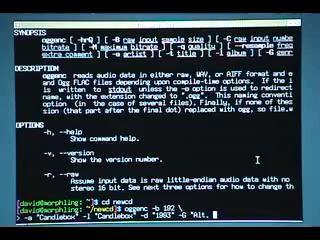 SYNOPSIS
oggenc [ -hrQ ] [ -B raw input sample size ] [ -C raw input number
bitrate ] [ -M maximum bitrate ] [ -q quality ] [ --resample freq
extra comment ] [ -a artist ] [ -t title ] [ -l album ] [ -G genr
DESCRIPTION
oggenc reads audio data in either raw, WAV, or AIFF format and e
and Ogg FLAC files depending upon compile-time options. If the i
is written to stdout unless the -o option is used to redirect
name, with the extension changed to ".ogg". This naming conventi
option (in the case of several files). Finally, if none of thes
sion (that part after the final dot) replaced with ogg, so file.w
OPTIONS
-h, --help
Show command help.
-v, --version
Show the version number.
-r, --raw
Assume input data is raw little-endian audio data with no
stereo 16 bit. See next three options for how to change th
[david@morphling:~]$ cd newcd
[david@morphling:~/newcd]$ oggenc -b 192 \
> -a "Candlebox" -l "Candlebox" -d "1993" -G "Alt.